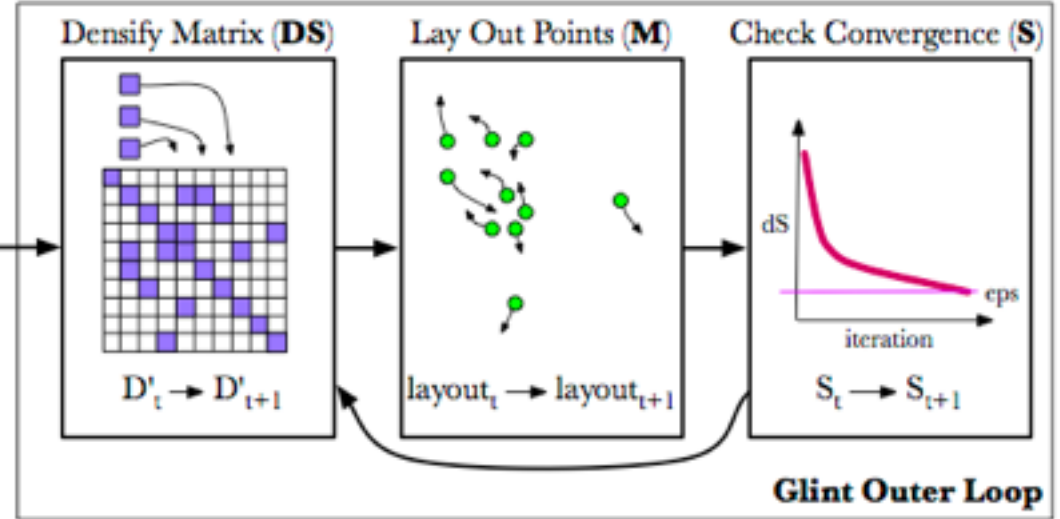 Densify Matrix (DS)
Lay Out Points (M)
Check Convergence (S)
dS
eps
iteration
D't → D't+1
layoutt → layoutt+1
St → St+1
Glint Outer Loop